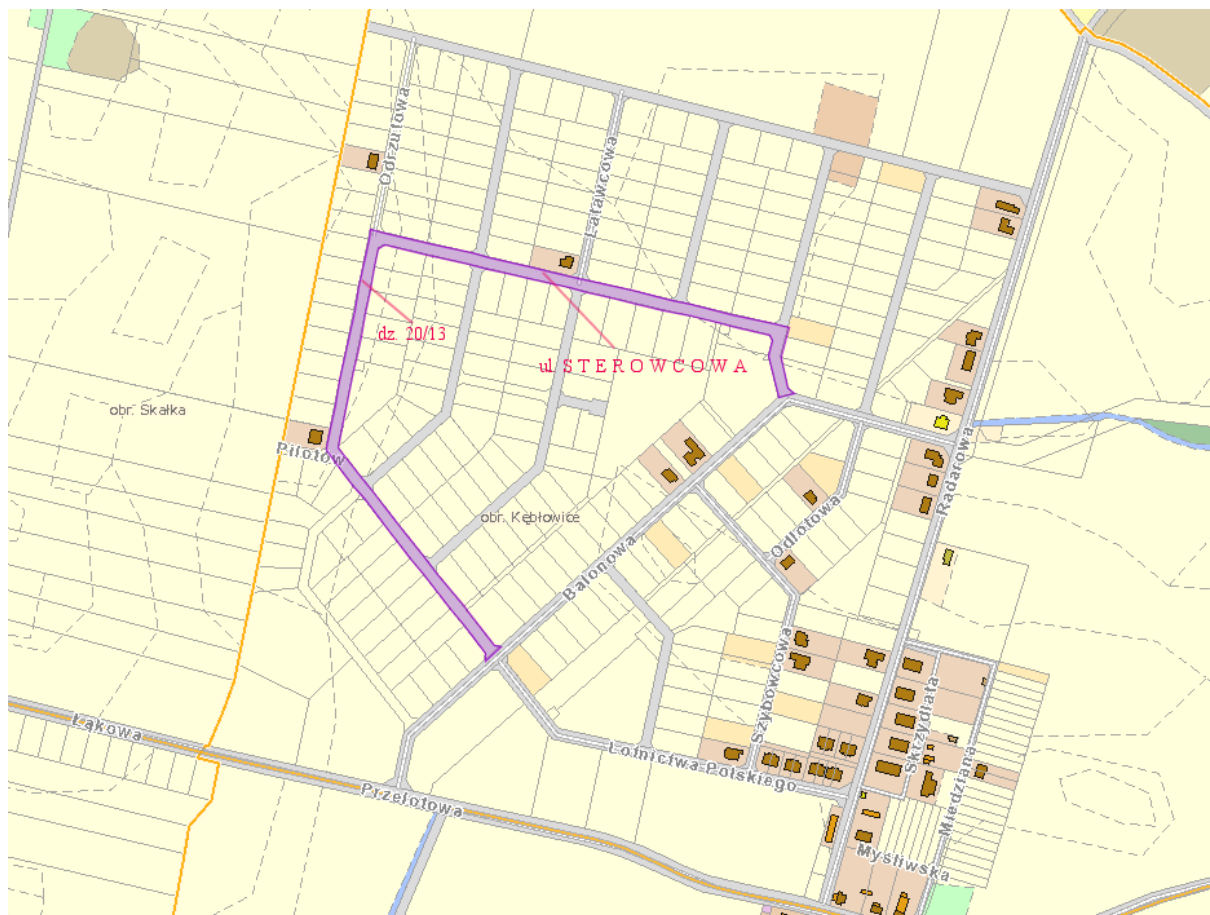 Odrzutowa
Latawcowa
dz. 20/13
ul S T E R O W C O W A
obr. Skałka
Pilotów
Radarowa
obr. Kębłowice
Odlotowa
Balonowa
Szybowcowa
Skrzydlata
Łąkowa
Lotnictwa Polskiego
Miedziana
Przelotowa
Myśliwska